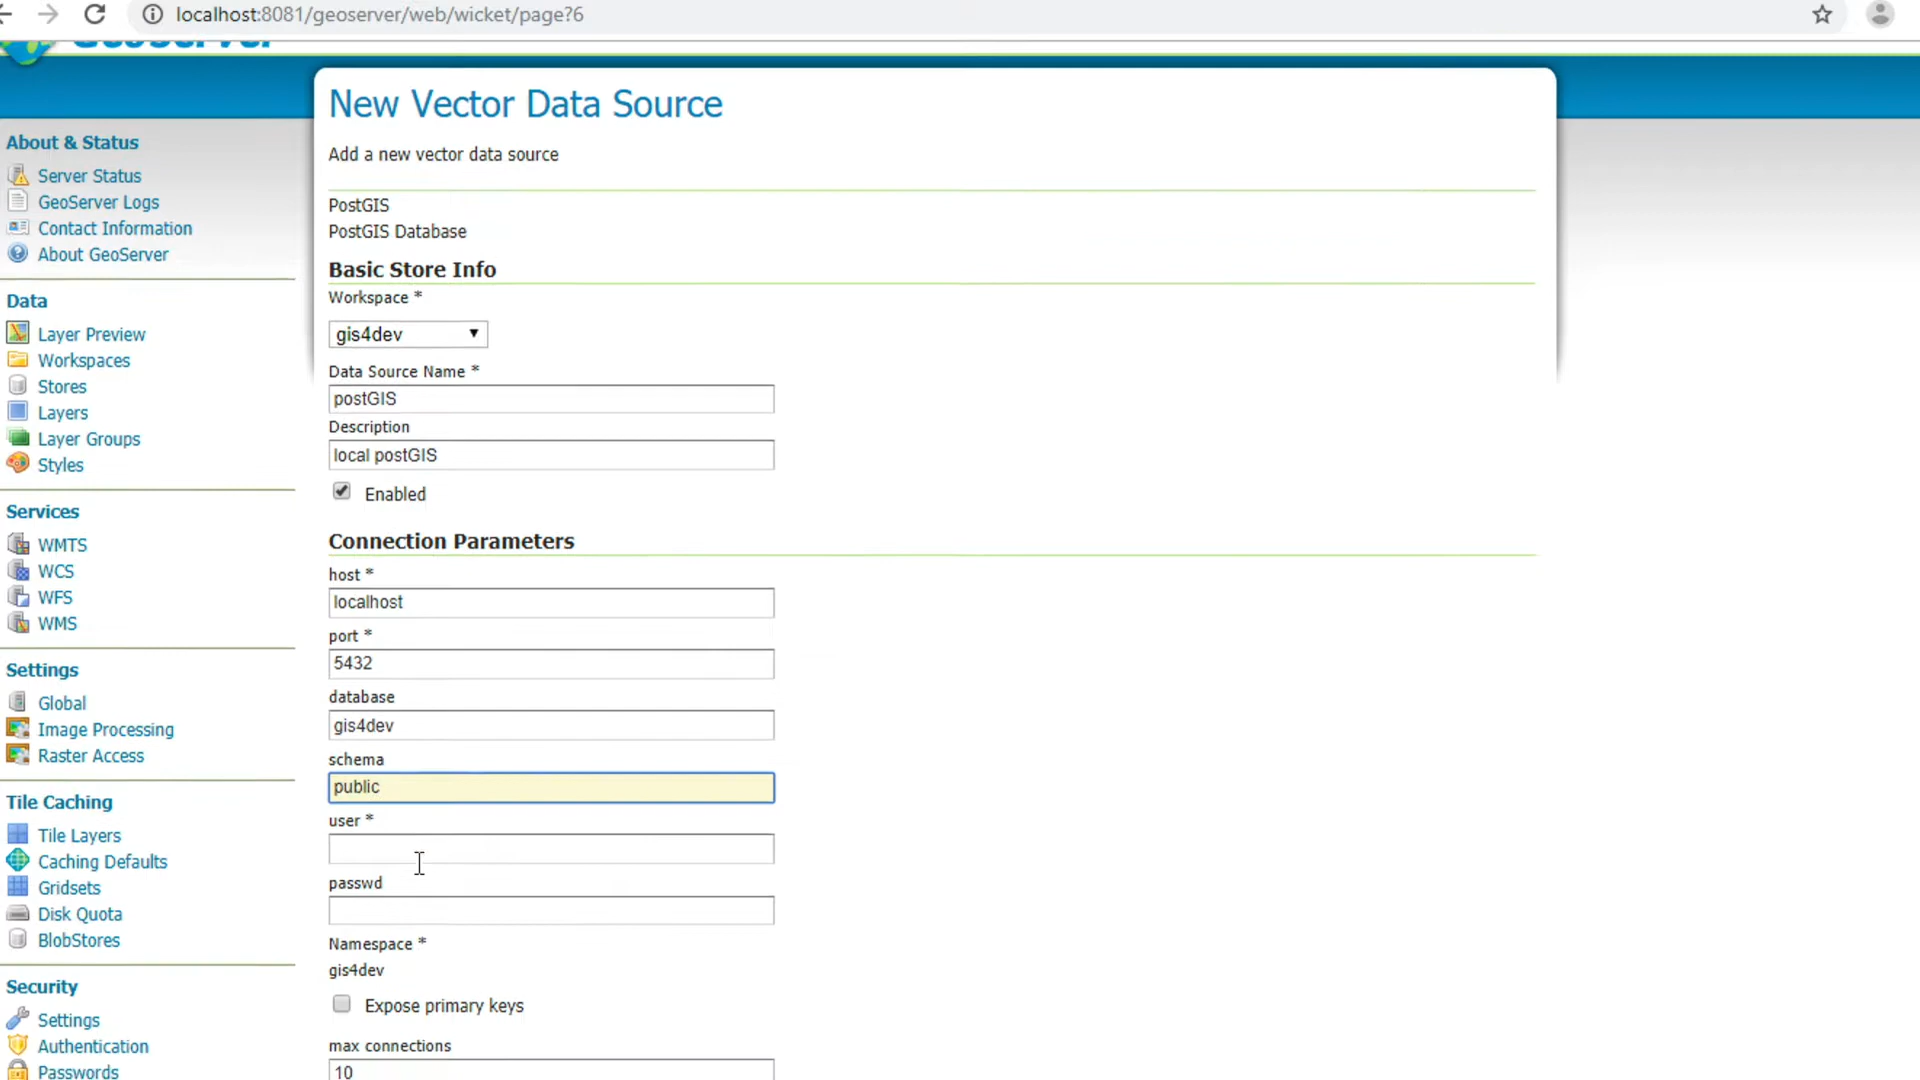 localhost:8081/geoserver/web/wicket/page?6
GeoServer
New Vector Data Source
Add a new vector data source
PostGIS
PostGIS Database
Basic Store Info
Workspace *
gis4dev
Data Source Name *
postGIS
Description
local postGIS
Enabled
Connection Parameters
host *
localhost
port *
5432
database
gis4dev
schema
public
user *
passwd
Namespace *
gis4dev
Expose primary keys
max connections
10
About & Status
Server Status
GeoServer Logs
Contact Information
About GeoServer
Data
Layer Preview
Workspaces
Stores
Layers
Layer Groups
Styles
Services
WMTS
WCS
WFS
WMS
Settings
Global
Image Processing
Raster Access
Tile Caching
Tile Layers
Caching Defaults
Gridsets
Disk Quota
BlobStores
Security
Settings
Authentication
Passwords